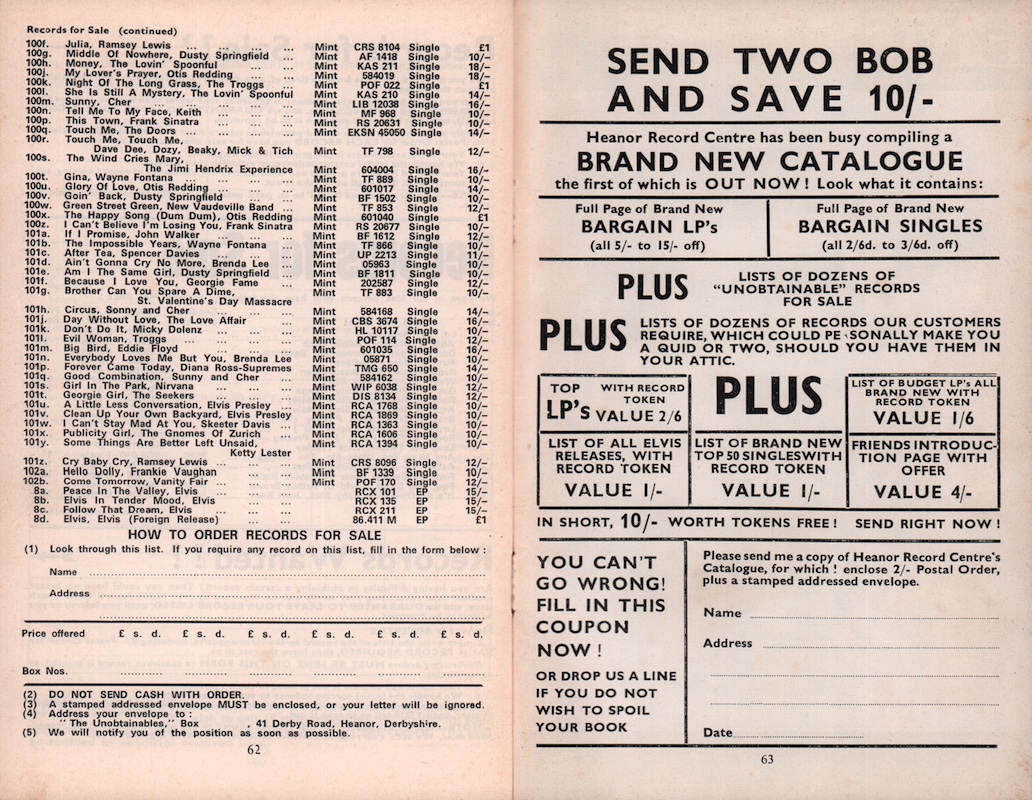 Records for Sale (continued)
100f. Julia, Ramsey Lewis ... ... ... ... Mint CRS 8104 Single £1
100g. Middle Of Nowhere, Dusty Springfield ... ... Mint AF 1418 Single 10/–
100h. Money, The Lovin' Spoonful ... ... ... Mint KAS 211 Single 18/–
100j. My Lover's Prayer, Otis Redding ... ... ... Mint 584019 Single 18/–
100k. Night Of The Long Grass, The Troggs ... ... Mint POF 022 Single £1
100l. She Is Still A Mystery, The Lovin' Spoonful Mint KAS 210 Single 14/–
100m. Sunny, Cher ... ... ... ... ... Mint LIB 12038 Single 16/–
100n. Tell Me To My Face, Keith ... ... ... Mint MF 968 Single 10/–
100p. This Town, Frank Sinatra ... ... ... Mint RS 20631 Single 10/–
100q. Touch Me, The Doors ... ... ... ... Mint EKSN 45050 Single 14/–
100r. Touch Me, Touch Me,
Dave Dee, Dozy, Beaky, Mick & Tich Mint TF 798 Single 12/–
100s. The Wind Cries Mary,
The Jimi Hendrix Experience Mint 604004 Single 16/–
100t. Gina, Wayne Fontana ... ... ... ... Mint TF 889 Single 10/–
100u. Glory Of Love, Otis Redding ... ... ... Mint 601017 Single 14/–
100v. Goin' Back, Dusty Springfield ... ... ... Mint BF 1502 Single 10/–
100w. Green Street Green, New Vaudeville Band ... ... Mint TF 853 Single 12/–
100x. The Happy Song (Dum Dum), Otis Redding Mint 601040 Single £1
100z. I Can't Believe I'm Losing You, Frank Sinatra Mint RS 20677 Single 10/–
101a. If I Promise, John Walker ... ... ... Mint BF 1612 Single 12/–
101b. The Impossible Years, Wayne Fontana ... ... Mint TF 866 Single 10/–
101c. After Tea, Spencer Davies ... ... ... Mint UP 2213 Single 11/–
101d. Ain't Gonna Cry No More, Brenda Lee ... ... Mint 05963 Single 10/–
101e. Am I The Same Girl, Dusty Springfield ... ... Mint BF 1811 Single 10/–
101f. Because I Love You, Georgie Fame ... ... Mint 202587 Single 12/–
101g. Brother Can You Spare A Dime, Mint TF 883 Single 10/–
St. Valentine's Day Massacre
101h. Circus, Sonny and Cher ... ... ... Mint 584168 Single 14/–
101j. Day Without Love, The Love Affair ... ... Mint CBS 3674 Single 16/–
101k. Don't Do It, Micky Dolenz ... ... ... Mint HL 10117 Single 10/–
101l. Evil Woman, Troggs ... ... ... ... Mint POF 114 Single 12/–
101m. Big Bird, Eddie Floyd ... ... ... ... Mint 601035 Single 16/–
101n. Everybody Loves Me But You, Brenda Lee Mint 05871 Single 10/–
101p. Forever Came Today, Diana Ross-Supremes Mint TMG 650 Single 14/–
101q. Good Combination, Sunny and Cher ... ... Mint 584162 Single 10/–
101s. Girl In The Park, Nirvana ... ... ... Mint WIP 6038 Single 12/–
101t. Georgie Girl, The Seekers ... ... ... Mint DIS 8134 Single 12/–
101u. A Little Less Conversation, Elvis Presley ... ... Mint RCA 1768 Single 10/–
101v. Clean Up Your Own Backyard, Elvis Presley Mint RCA 1869 Single 10/–
101w. I Can't Stay Mad At You, Skeeter Davis ... ... Mint RCA 1363 Single 10/–
101x. Publicity Girl, The Gnomes Of Zurich ... ... Mint RCA 1606 Single 10/–
101y. Some Things Are Better Left Unsaid, Mint RCA 1394 Single 10/–
Ketty Lester
101z. Cry Baby Cry, Ramsey Lewis ... ... ... Mint CRS 8096 Single 12/–
102a. Hello Dolly, Frankie Vaughan ... ... ... Mint BF 1339 Single 10/–
102b. Come Tomorrow, Vanity Fair ... ... ... Mint POF 170 Single 12/–
8a. Peace In The Valley, Elvis ... ... ... RCX 101 EP 15/–
8b. Elvis In Tender Mood, Elvis ... ... RCX 135 EP 15/–
8c. Follow That Dream, Elvis ... ... ... RCX 211 EP 15/–
8d. Elvis, Elvis (Foreign Release) ... ... 86.411 M EP £1
HOW TO ORDER RECORDS FOR SALE
(1) Look through this list. If you require any record on this list, fill in the form below :
Name
Address
Price offered £ s. d. £ s. d. £ s. d. £ s. d. £ s. d. £ s. d.
Box Nos.
(2) DO NOT SEND CASH WITH ORDER.
(3) A stamped addressed envelope MUST be enclosed, or your letter will be ignored.
(4) Address your envelope to :
"The Unobtainables," Box , 41 Derby Road, Heanor, Derbyshire.
(5) We will notify you of the position as soon as possible.
62
SEND TWO BOB
AND SAVE 10/-
Heanor Record Centre has been busy compiling a
BRAND NEW CATALOGUE
the first of which is OUT NOW! Look what it contains:
Full Page of Brand New
BARGAIN LP's
(all 5/- to 15/- off)
Full Page of Brand New
BARGAIN SINGLES
(all 2/6d. to 3/6d. off)
PLUS LISTS OF DOZENS OF
"UNOBTAINABLE" RECORDS
FOR SALE
PLUS LISTS OF DOZENS OF RECORDS OUR CUSTOMERS
REQUIRE, WHICH COULD PE SONALLY MAKE YOU
A QUID OR TWO, SHOULD YOU HAVE THEM IN
YOUR ATTIC.
TOP LP's WITH RECORD
TOKEN
VALUE 2/6
PLUS
LIST OF BUDGET LP's ALL
BRAND NEW WITH
RECORD TOKEN
VALUE 1/6
LIST OF ALL ELVIS
RELEASES, WITH
RECORD TOKEN
VALUE 1/-
LIST OF BRAND NEW
TOP 50 SINGLES WITH
RECORD TOKEN
VALUE 1/-
FRIENDS INTRODUC-
TION PAGE WITH
OFFER
VALUE 4/-
IN SHORT, 10/- WORTH TOKENS FREE! SEND RIGHT NOW!
YOU CAN'T
GO WRONG!
FILL IN THIS
COUPON
NOW!
OR DROP US A LINE
IF YOU DO NOT
WISH TO SPOIL
YOUR BOOK
Please send me a copy of Heanor Record Centre's
Catalogue, for which ! enclose 2/- Postal Order,
plus a stamped addressed envelope.
Name
Address
Date
63